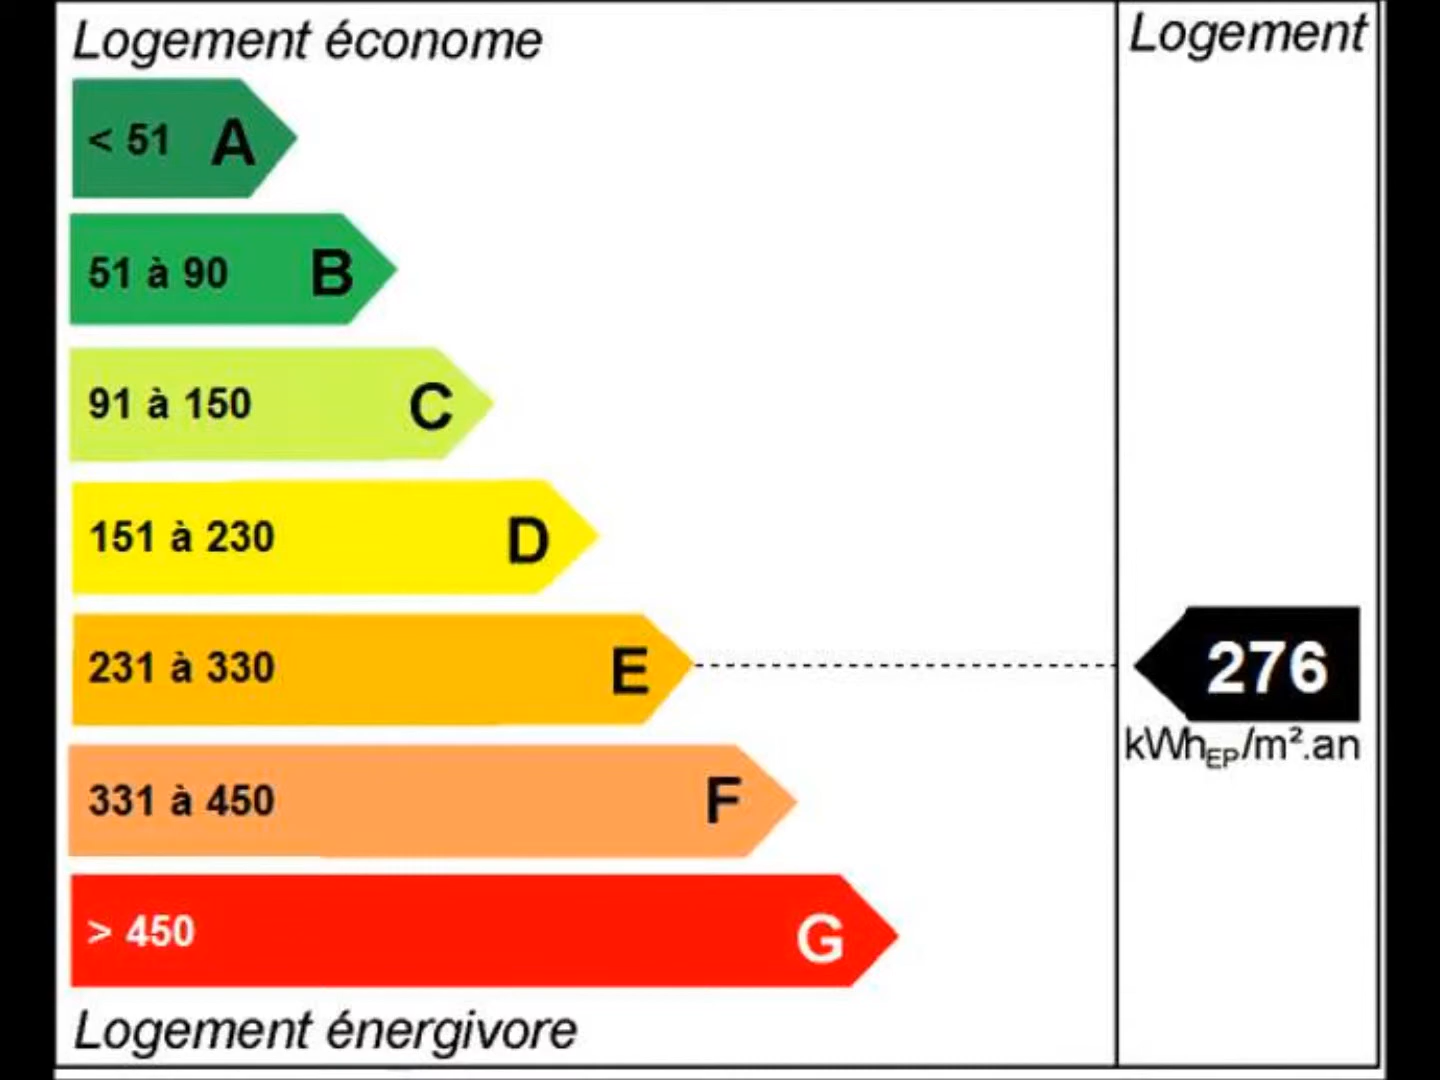 Logement économe
Logement
< 51 A
51 à 90 B
91 à 150 C
151 à 230 D
231 à 330 E
276
kWhEP/m².an
331 à 450 F
> 450 G
Logement énergivore